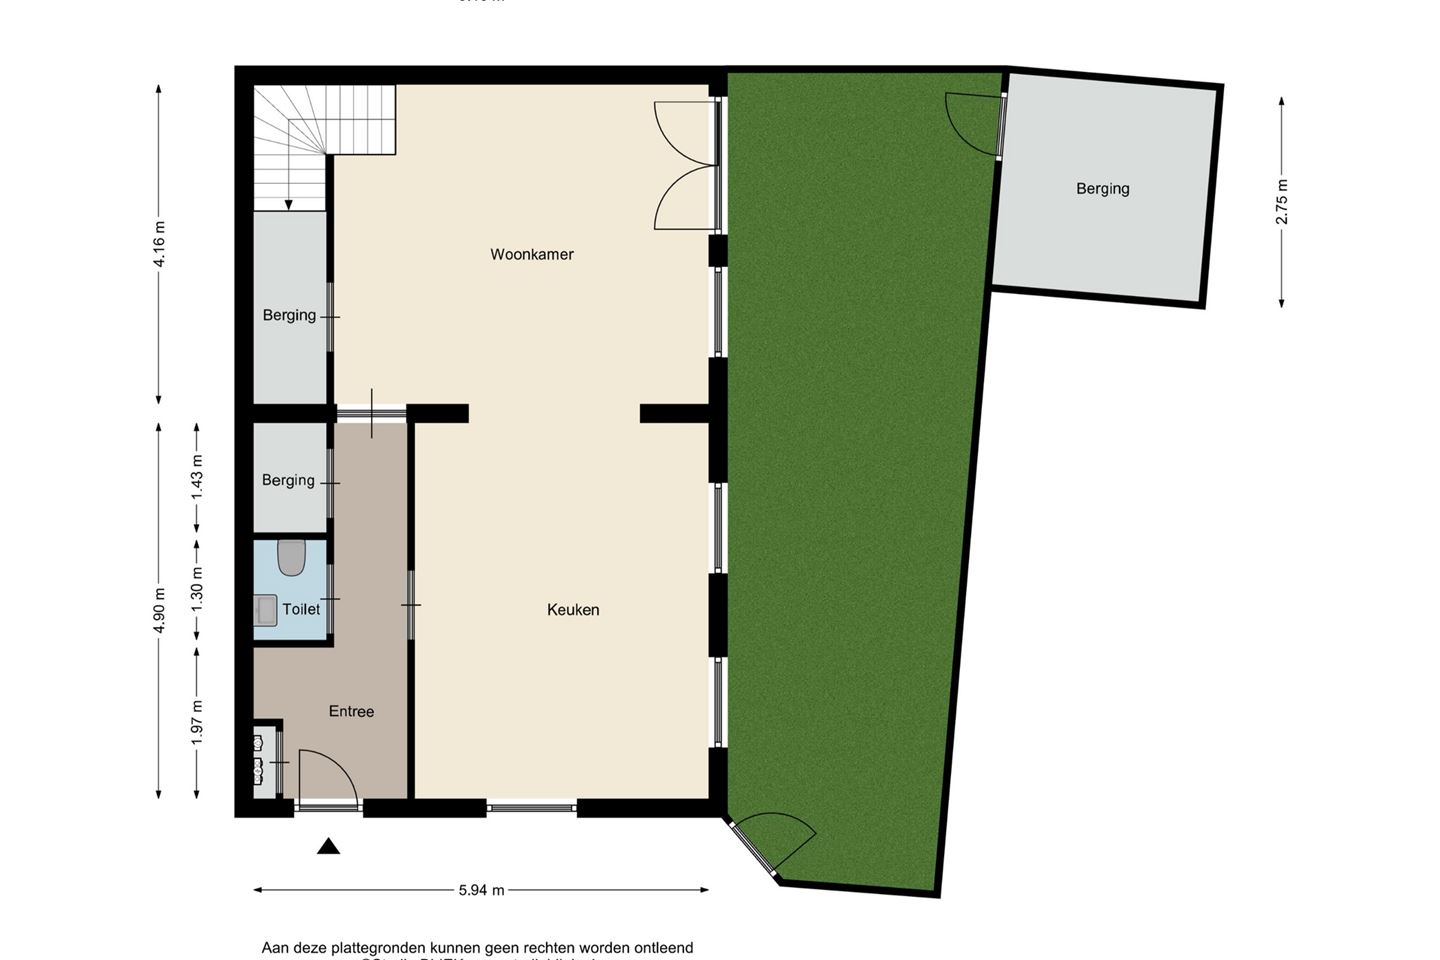 4.16 m
Woonkamer
Berging
Berging
2.75 m
Berging
1.43 m
4.90 m
1.30 m
Toilet
Keuken
1.97 m
Entree
5.94 m
Aan deze plattegronden kunnen geen rechten worden ontleend